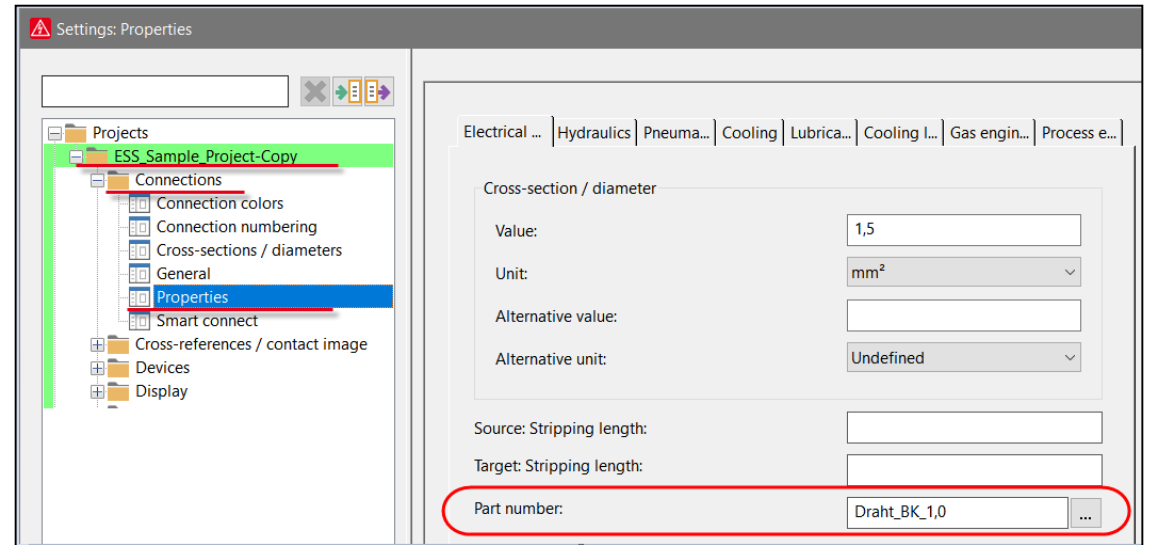 Settings: Properties
Projects
ESS_Sample_Project-Copy
Connections
Connection colors
Connection numbering
Cross-sections / diameters
General
Properties
Smart connect
Cross-references / contact image
Devices
Display
Electrical ... Hydraulics Pneuma... Cooling Lubrica... Cooling l... Gas engin... Process e...
Cross-section / diameter
Value: 1,5
Unit: mm²
Alternative value:
Alternative unit: Undefined
Source: Stripping length:
Target: Stripping length:
Part number: Draht_BK_1,0 ...